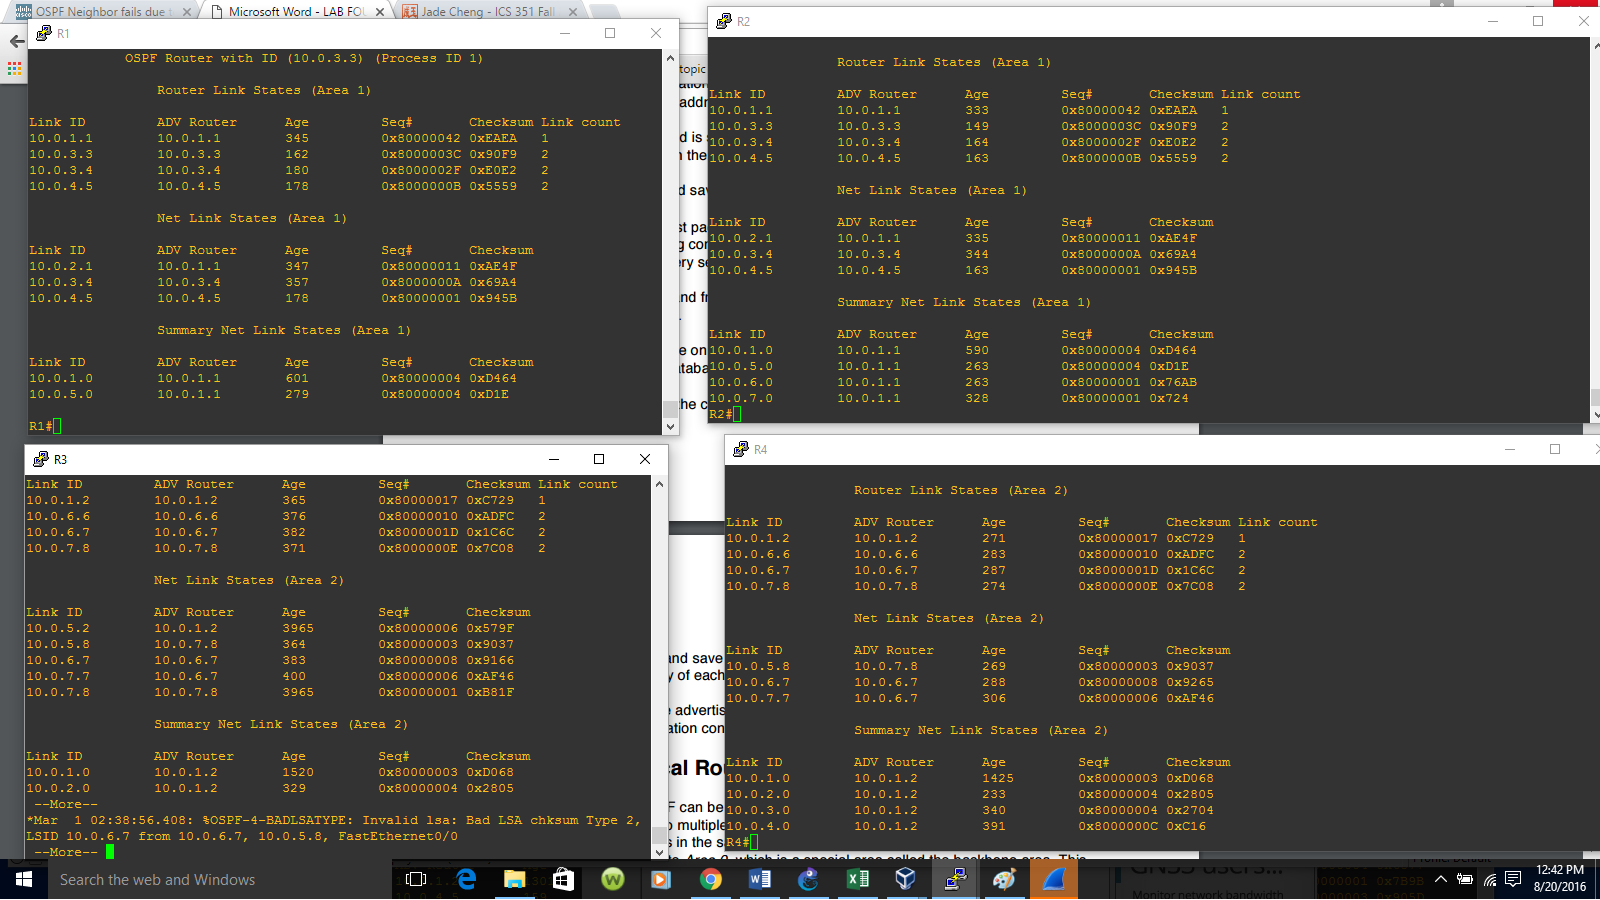 OSPF Neighbor fails due t
Microsoft Word - LAB FOU
Jade Cheng - ICS 351 Fall
R1
OSPF Router with ID (10.0.3.3) (Process ID 1)
Router Link States (Area 1)
Link ID ADV Router Age Seq# Checksum Link count
10.0.1.1 10.0.1.1 345 0x80000042 0xEAEA 1
10.0.3.3 10.0.3.3 162 0x8000003C 0x90F9 2
10.0.3.4 10.0.3.4 180 0x8000002F 0xE0E2 2
10.0.4.5 10.0.4.5 178 0x8000000B 0x5559 2
Net Link States (Area 1)
Link ID ADV Router Age Seq# Checksum
10.0.2.1 10.0.1.1 347 0x80000011 0xAE4F
10.0.3.4 10.0.3.4 357 0x8000000A 0x69A4
10.0.4.5 10.0.4.5 178 0x80000001 0x945B
Summary Net Link States (Area 1)
Link ID ADV Router Age Seq# Checksum
10.0.1.0 10.0.1.1 601 0x80000004 0xD464
10.0.5.0 10.0.1.1 279 0x80000004 0xD1E
R1#
R2
Router Link States (Area 1)
Link ID ADV Router Age Seq# Checksum Link count
10.0.1.1 10.0.1.1 333 0x80000042 0xEAEA 1
10.0.3.3 10.0.3.3 149 0x8000003C 0x90F9 2
10.0.3.4 10.0.3.4 164 0x8000002F 0xE0E2 2
10.0.4.5 10.0.4.5 163 0x8000000B 0x5559 2
Net Link States (Area 1)
Link ID ADV Router Age Seq# Checksum
10.0.2.1 10.0.1.1 335 0x80000011 0xAE4F
10.0.3.4 10.0.3.4 344 0x8000000A 0x69A4
10.0.4.5 10.0.4.5 163 0x80000001 0x945B
Summary Net Link States (Area 1)
Link ID ADV Router Age Seq# Checksum
10.0.1.0 10.0.1.1 590 0x80000004 0xD464
10.0.5.0 10.0.1.1 263 0x80000004 0xD1E
10.0.6.0 10.0.1.1 263 0x80000001 0x76AB
10.0.7.0 10.0.1.1 328 0x80000001 0x724
R2#
R3
Link ID ADV Router Age Seq# Checksum Link count
10.0.1.2 10.0.1.2 365 0x80000017 0xC729 1
10.0.6.6 10.0.6.6 376 0x80000010 0xADFC 2
10.0.6.7 10.0.6.7 382 0x8000001D 0x1C6C 2
10.0.7.8 10.0.7.8 371 0x8000000E 0x7C08 2
Net Link States (Area 2)
Link ID ADV Router Age Seq# Checksum
10.0.5.2 10.0.1.2 3965 0x80000006 0x579F
10.0.5.8 10.0.7.8 364 0x80000003 0x9037
10.0.6.7 10.0.6.7 383 0x80000008 0x9166
10.0.7.7 10.0.6.7 400 0x80000006 0xAF46
10.0.7.8 10.0.7.8 3965 0x80000001 0xB81F
Summary Net Link States (Area 2)
Link ID ADV Router Age Seq# Checksum
10.0.1.0 10.0.1.2 1520 0x80000003 0xD068
10.0.2.0 10.0.1.2 329 0x80000004 0x2805
--More--
*Mar 1 02:38:56.408: %OSPF-4-BADLSATYPE: Invalid lsa: Bad LSA chksum Type 2,
LSID 10.0.6.7 from 10.0.6.7, 10.0.5.8, FastEthernet0/0
--More--
R4
Router Link States (Area 2)
Link ID ADV Router Age Seq# Checksum Link count
10.0.1.2 10.0.1.2 271 0x80000017 0xC729 1
10.0.6.6 10.0.6.6 283 0x80000010 0xADFC 2
10.0.6.7 10.0.6.7 287 0x8000001D 0x1C6C 2
10.0.7.8 10.0.7.8 274 0x8000000E 0x7C08 2
Net Link States (Area 2)
Link ID ADV Router Age Seq# Checksum
10.0.5.8 10.0.7.8 269 0x80000003 0x9037
10.0.6.7 10.0.6.7 288 0x80000008 0x9265
10.0.7.7 10.0.6.7 306 0x80000006 0xAF46
Summary Net Link States (Area 2)
Link ID ADV Router Age Seq# Checksum
10.0.1.0 10.0.1.2 1425 0x80000003 0xD068
10.0.2.0 10.0.1.2 233 0x80000004 0x2805
10.0.3.0 10.0.1.2 340 0x80000004 0x2704
10.0.4.0 10.0.1.2 391 0x8000000C 0xC16
R4#
topic
addr
d is
n the
d sav
st pa
g con
ery se
nd fr
e on
taba
the c
and save
y of each
e advertis
ation con
cal Ro
F can be
o multiple
s in the s
Search the web and Windows
12:42 PM
8/20/2016